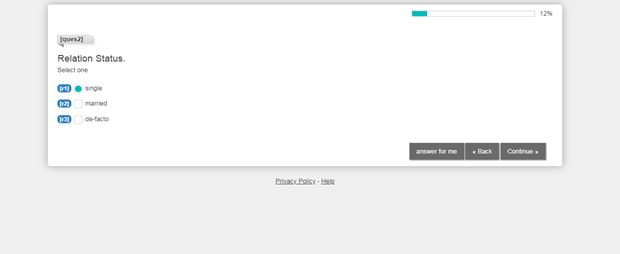 12%
[ques2]
Relation Status.
Select one
[r1] single
[r2] married
[r3] de-facto
answer for me « Back Continue »
Privacy Policy - Help